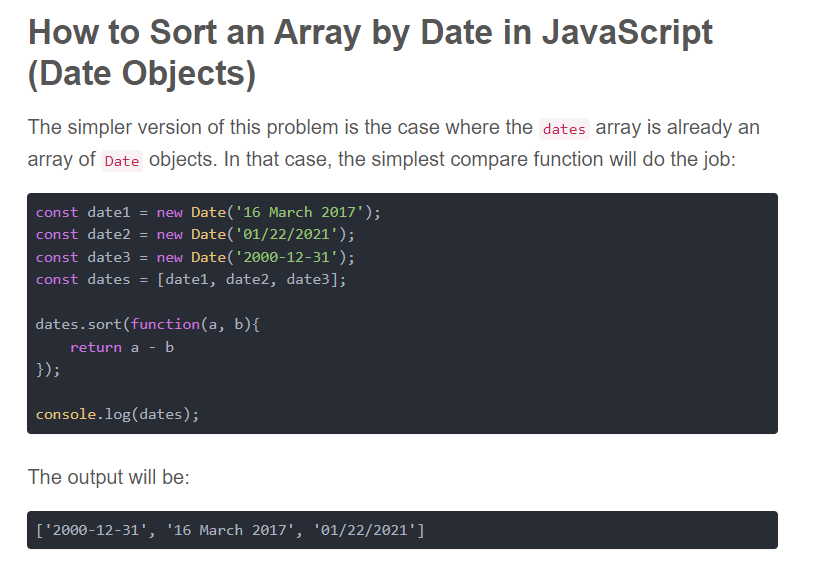 How to Sort an Array by Date in JavaScript
(Date Objects)
The simpler version of this problem is the case where the dates array is already an
array of Date objects. In that case, the simplest compare function will do the job:
const date1 = new Date('16 March 2017');
const date2 = new Date('01/22/2021');
const date3 = new Date('2000-12-31');
const dates = [date1, date2, date3];
dates.sort(function(a, b){
    return a - b
});
console.log(dates);
The output will be:
['2000-12-31', '16 March 2017', '01/22/2021']